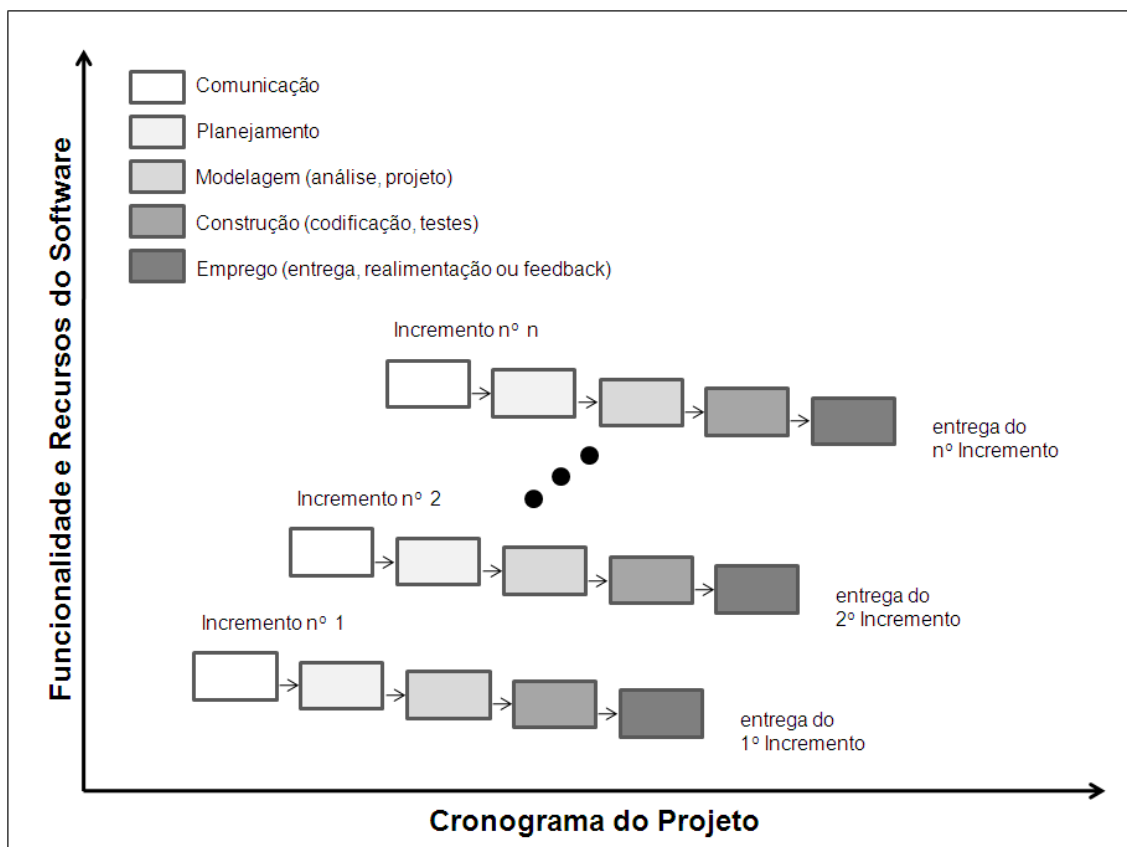 Funcionalidade e Recursos do Software
Comunicação
Planejamento
Modelagem (análise, projeto)
Construção (codificação, testes)
Emprego (entrega, realimentação ou feedback)
Incremento nº n
entrega do
nº Incremento
Incremento nº 2
entrega do
2º Incremento
Incremento nº 1
entrega do
1º Incremento
Cronograma do Projeto